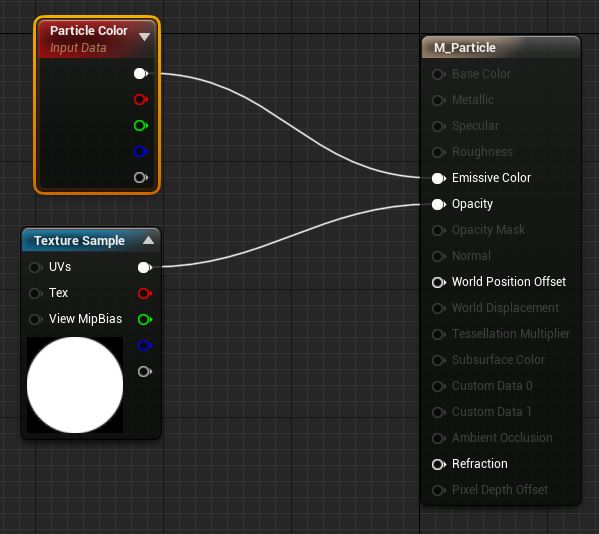 Particle Color
Input Data
M_Particle
Base Color
Metallic
Specular
Roughness
Emissive Color
Opacity
Opacity Mask
Normal
World Position Offset
World Displacement
Tessellation Multiplier
Subsurface Color
Custom Data 0
Custom Data 1
Ambient Occlusion
Refraction
Pixel Depth Offset
Texture Sample
UVs
Tex
View MipBias